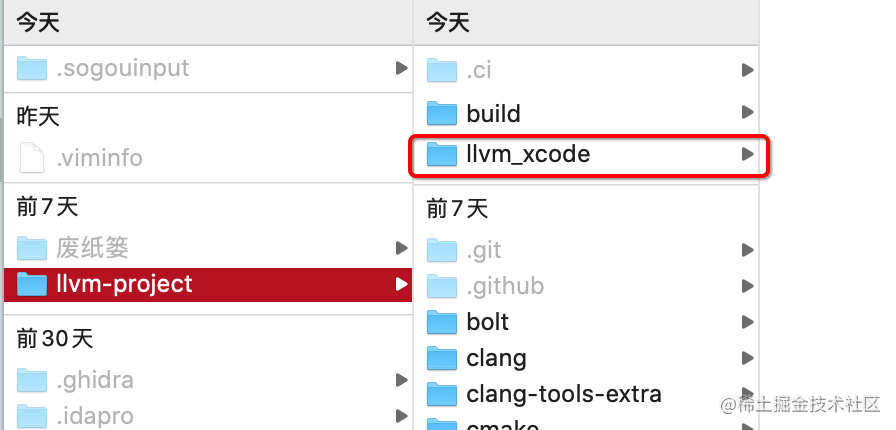 今天
.sogouinput
昨天
.viminfo
前7天
废纸篓
llvm-project
前30天
.ghidra
.idapro
今天
.ci
build
llvm_xcode
前7天
.git
.github
bolt
clang
clang-tools-extra
cmake
@稀土掘金技术社区